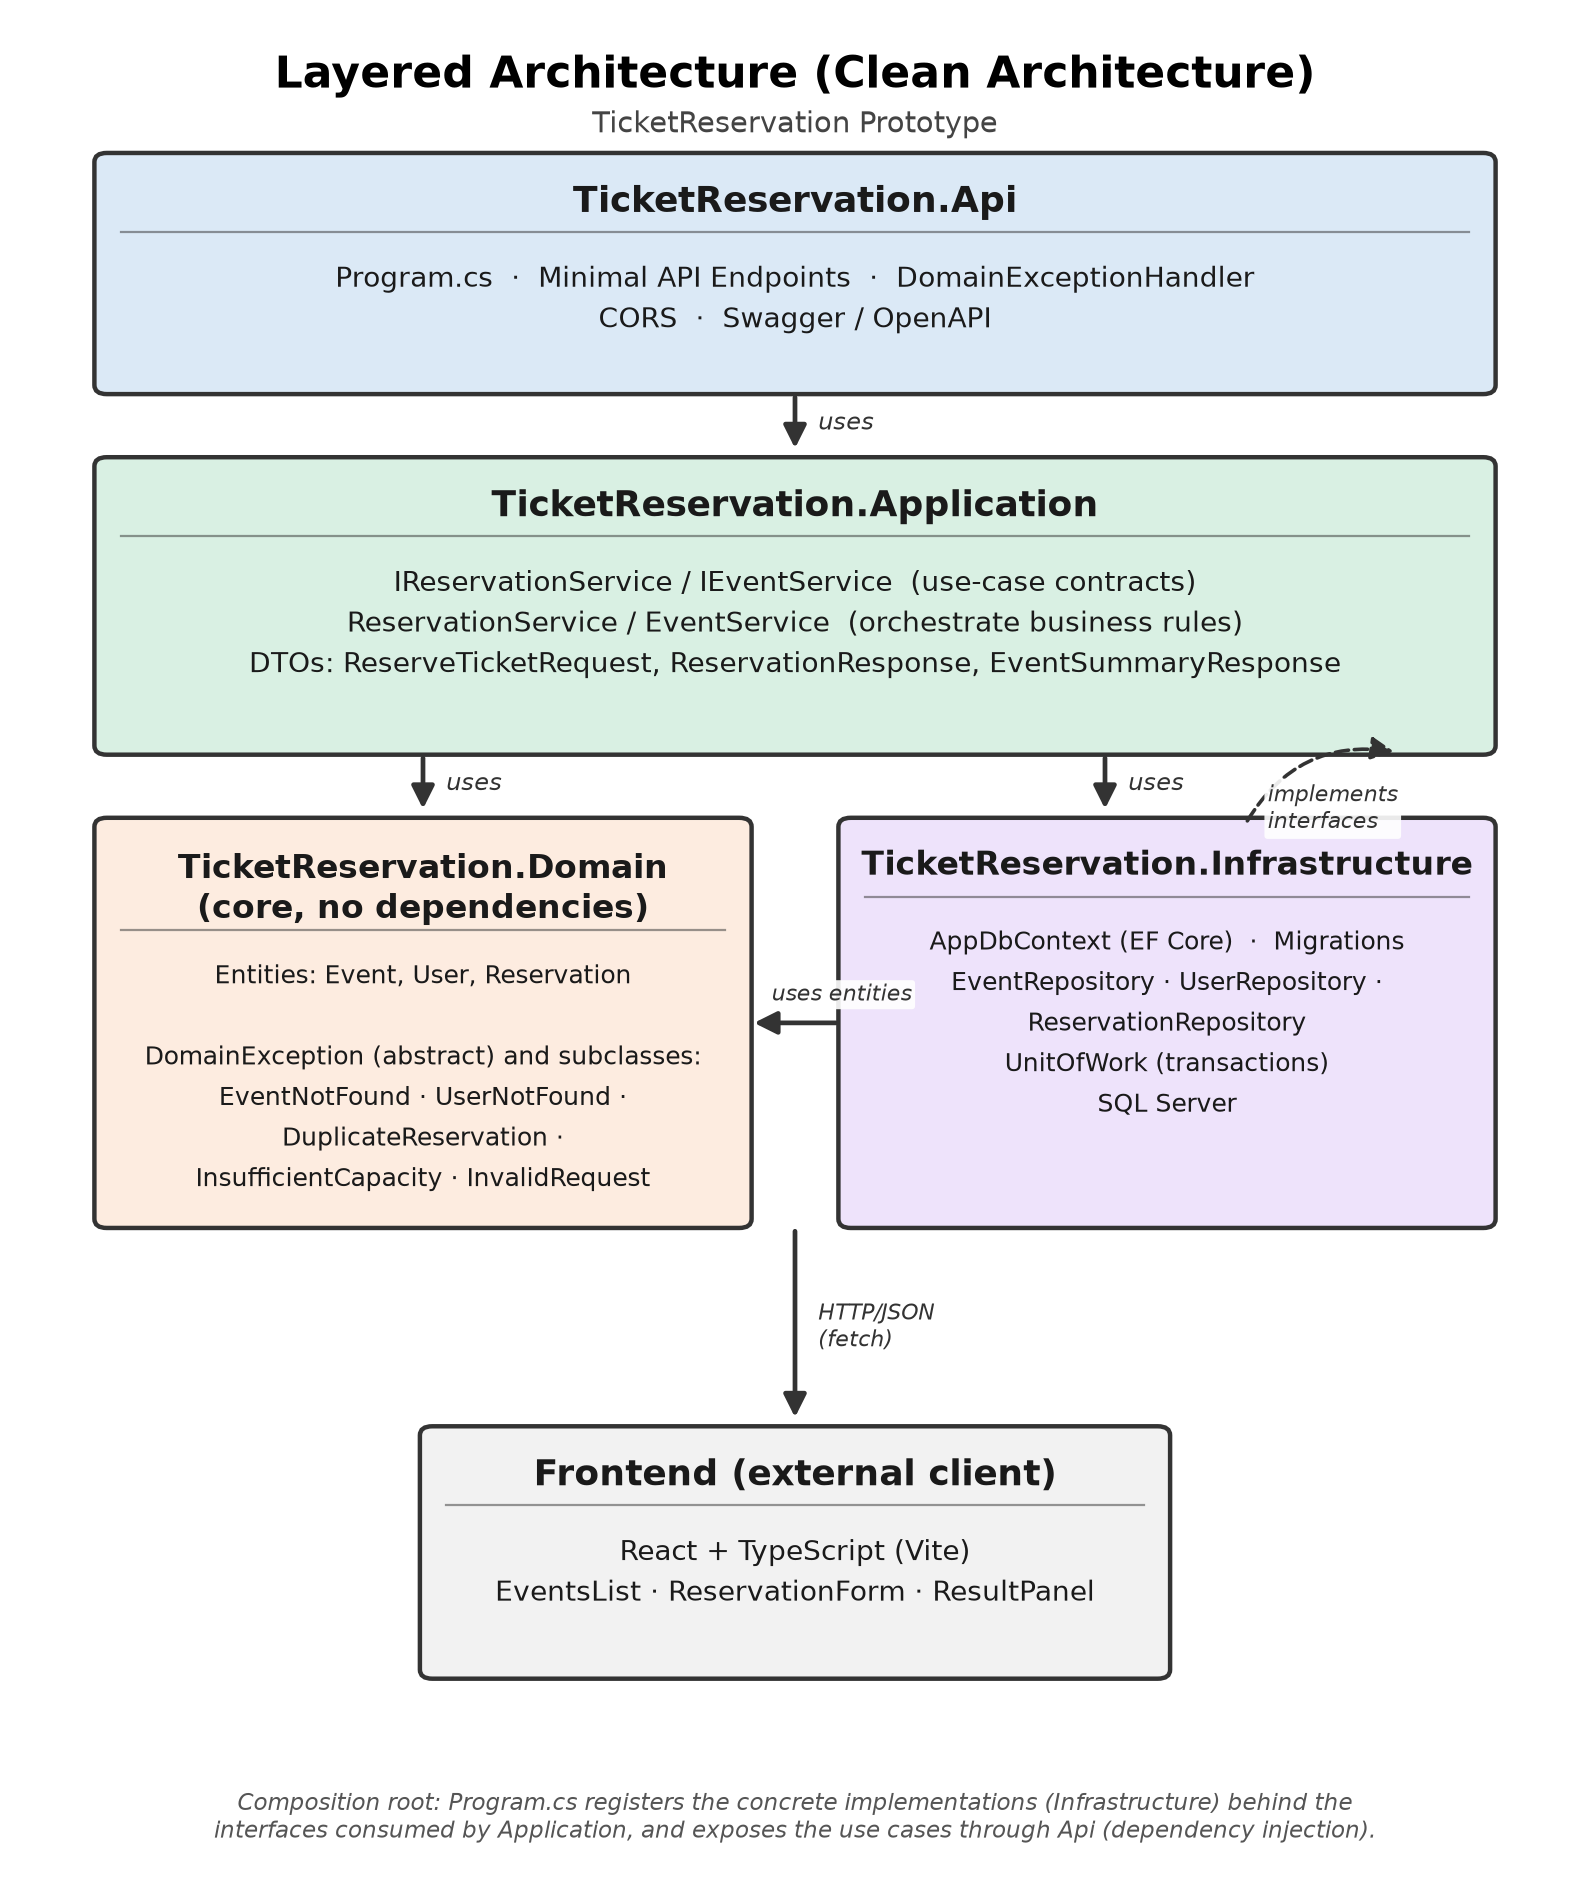 Layered Architecture (Clean Architecture)
TicketReservation Prototype
TicketReservation.Api
Program.cs · Minimal API Endpoints · DomainExceptionHandler
CORS · Swagger / OpenAPI
uses
TicketReservation.Application
IReservationService / IEventService (use-case contracts)
ReservationService / EventService (orchestrate business rules)
DTOs: ReserveTicketRequest, ReservationResponse, EventSummaryResponse
uses
uses
implements
interfaces
TicketReservation.Domain
(core, no dependencies)
Entities: Event, User, Reservation
DomainException (abstract) and subclasses:
EventNotFound · UserNotFound ·
DuplicateReservation ·
InsufficientCapacity · InvalidRequest
uses entities
TicketReservation.Infrastructure
AppDbContext (EF Core) · Migrations
EventRepository · UserRepository ·
ReservationRepository
UnitOfWork (transactions)
SQL Server
HTTP/JSON
(fetch)
Frontend (external client)
React + TypeScript (Vite)
EventsList · ReservationForm · ResultPanel
Composition root: Program.cs registers the concrete implementations (Infrastructure) behind the
interfaces consumed by Application, and exposes the use cases through Api (dependency injection).